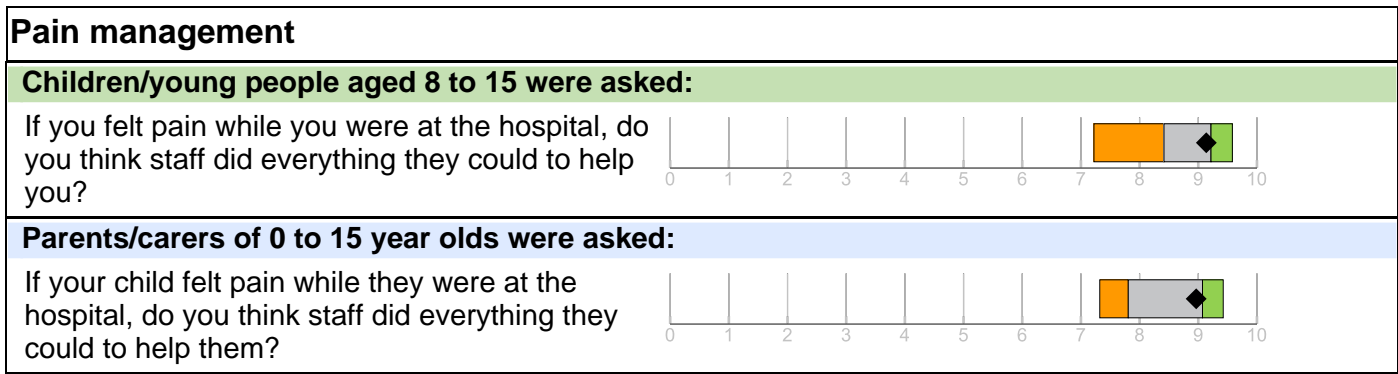 Pain management
Children/young people aged 8 to 15 were asked:
If you felt pain while you were at the hospital, do
you think staff did everything they could to help
you?
0 1 2 3 4 5 6 7 8 9 10
Parents/carers of 0 to 15 year olds were asked:
If your child felt pain while they were at the
hospital, do you think staff did everything they
could to help them?
0 1 2 3 4 5 6 7 8 9 10